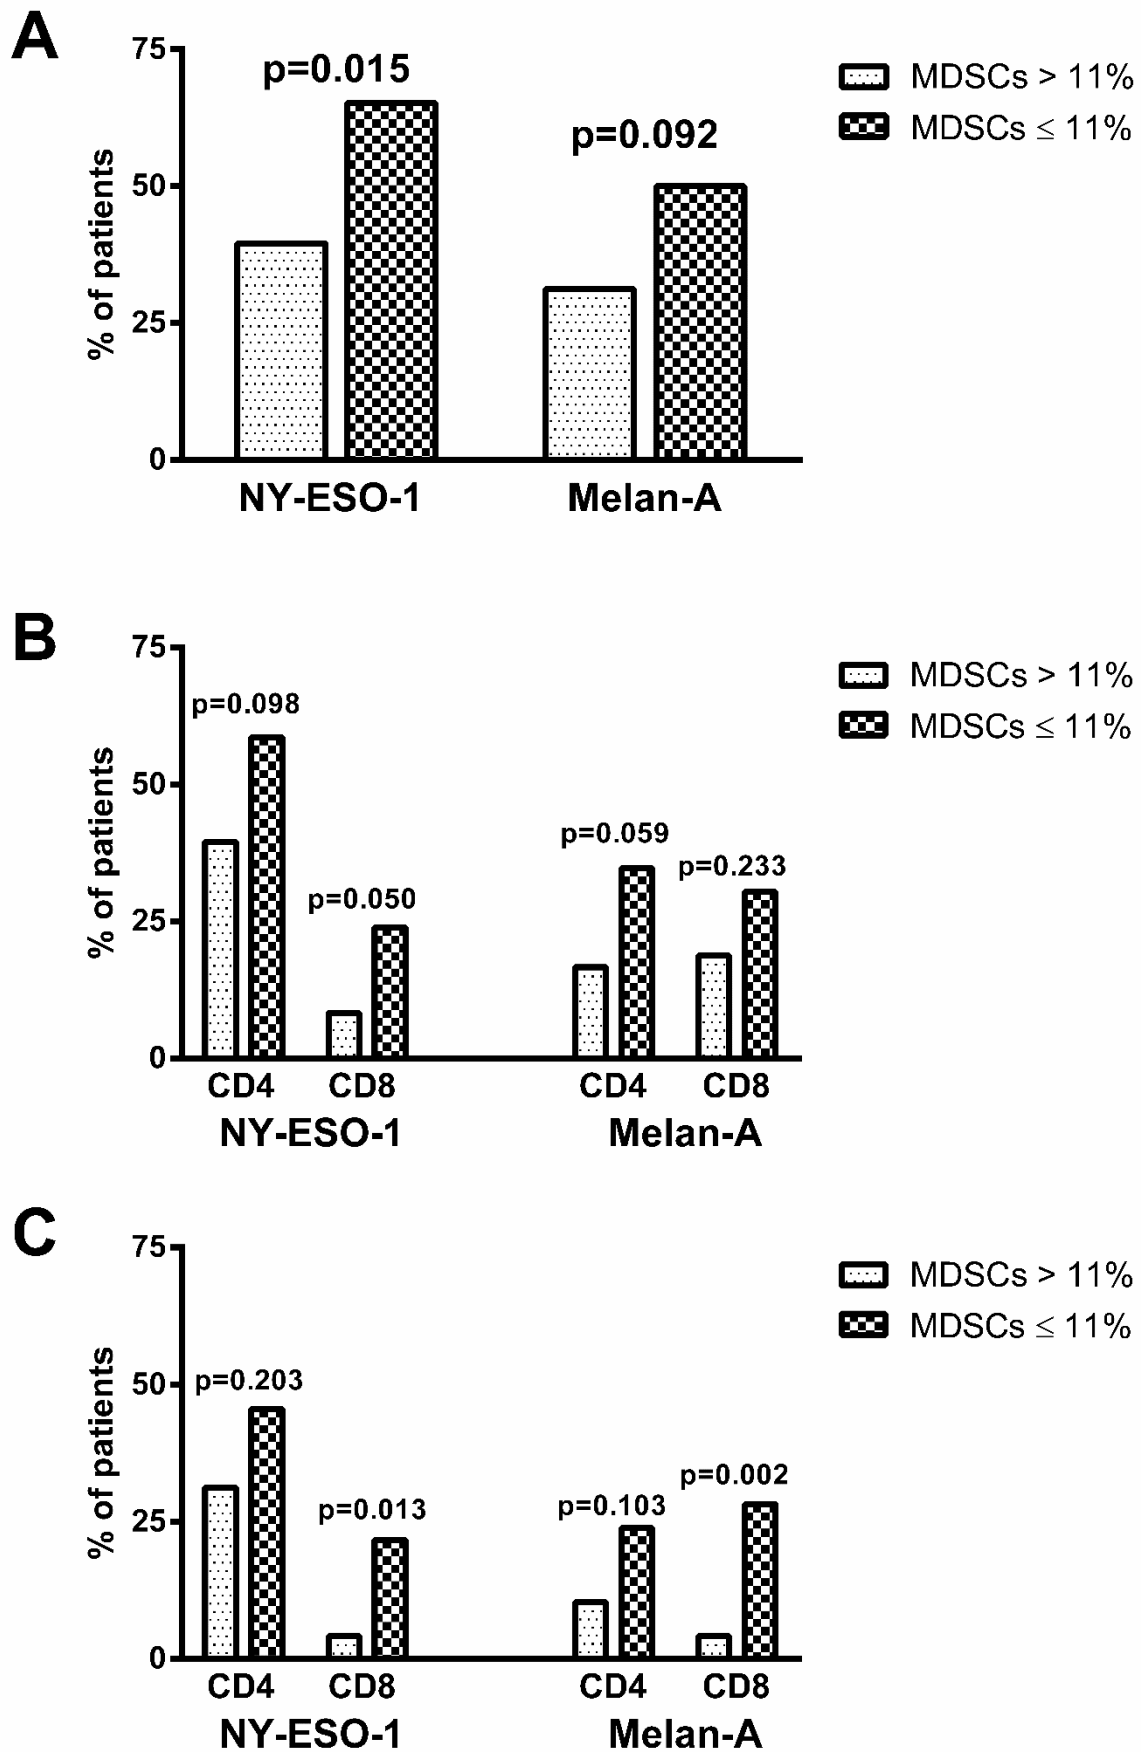 A
75
50
25
0
% of patients
p=0.015
p=0.092
MDSCs > 11%
MDSCs ≤ 11%
NY-ESO-1
Melan-A
B
75
50
25
0
% of patients
p=0.098
p=0.050
p=0.059
p=0.233
MDSCs > 11%
MDSCs ≤ 11%
CD4 CD8 CD4 CD8
NY-ESO-1 Melan-A
C
75
50
25
0
% of patients
p=0.203
p=0.013
p=0.103
p=0.002
MDSCs > 11%
MDSCs ≤ 11%
CD4 CD8 CD4 CD8
NY-ESO-1 Melan-A